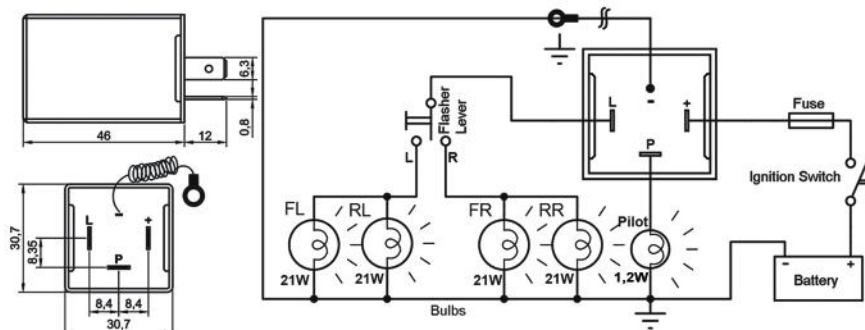 6,3
0,8
46
12
-
L
+
P
30,7
8,35
8,4
8,4
30,7
L
-
+
P
Fuse
Ignition Switch
Flasher
Lever
L
R
FL
RL
FR
RR
Pilot
21W
21W
21W
21W
1,2W
Bulbs
-
+
Battery